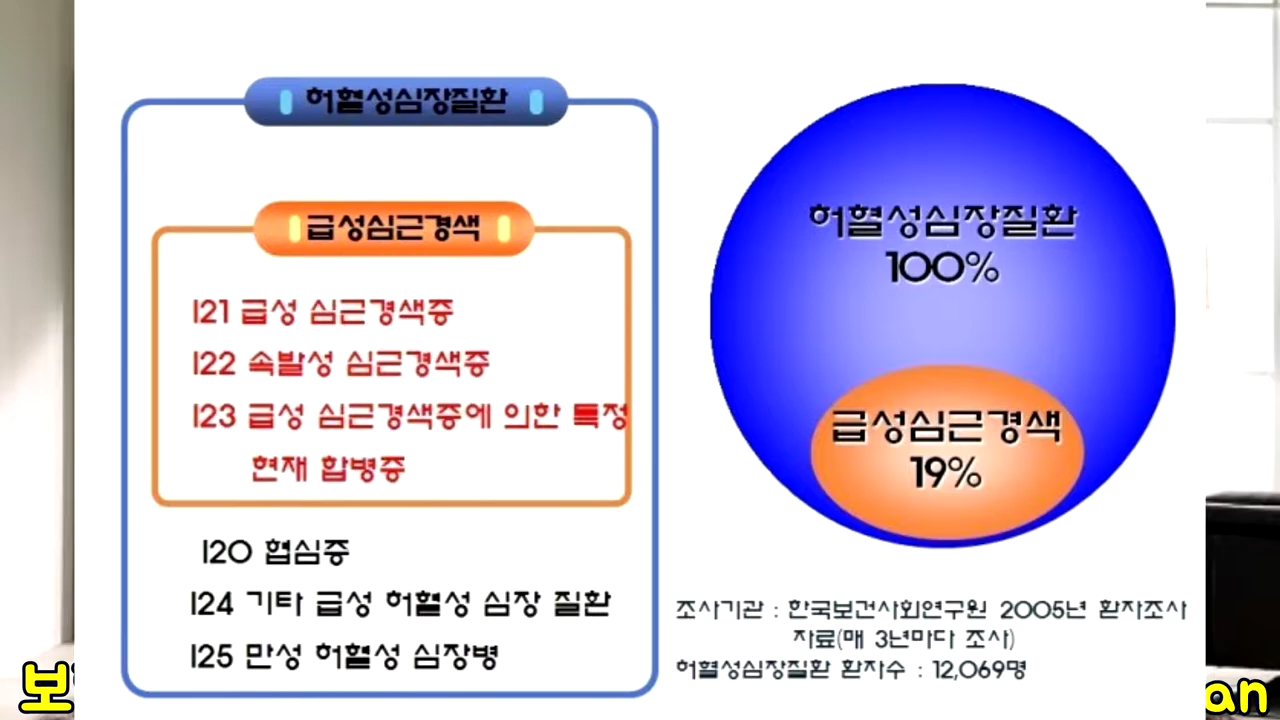 허혈성심장질환
급성심근경색
I21 급성 심근경색증
I22 속발성 심근경색증
I23 급성 심근경색증에 의한 특정
현재 합병증
I20 협심증
I24 기타 급성 허혈성 심장 질환
I25 만성 허혈성 심장병
허혈성심장질환
100%
급성심근경색
19%
조사기관 : 한국보건사회연구원 2005년 환자조사
자료(매 3년마다 조사)
허혈성심장질환 환자수 : 12,069명
보
an